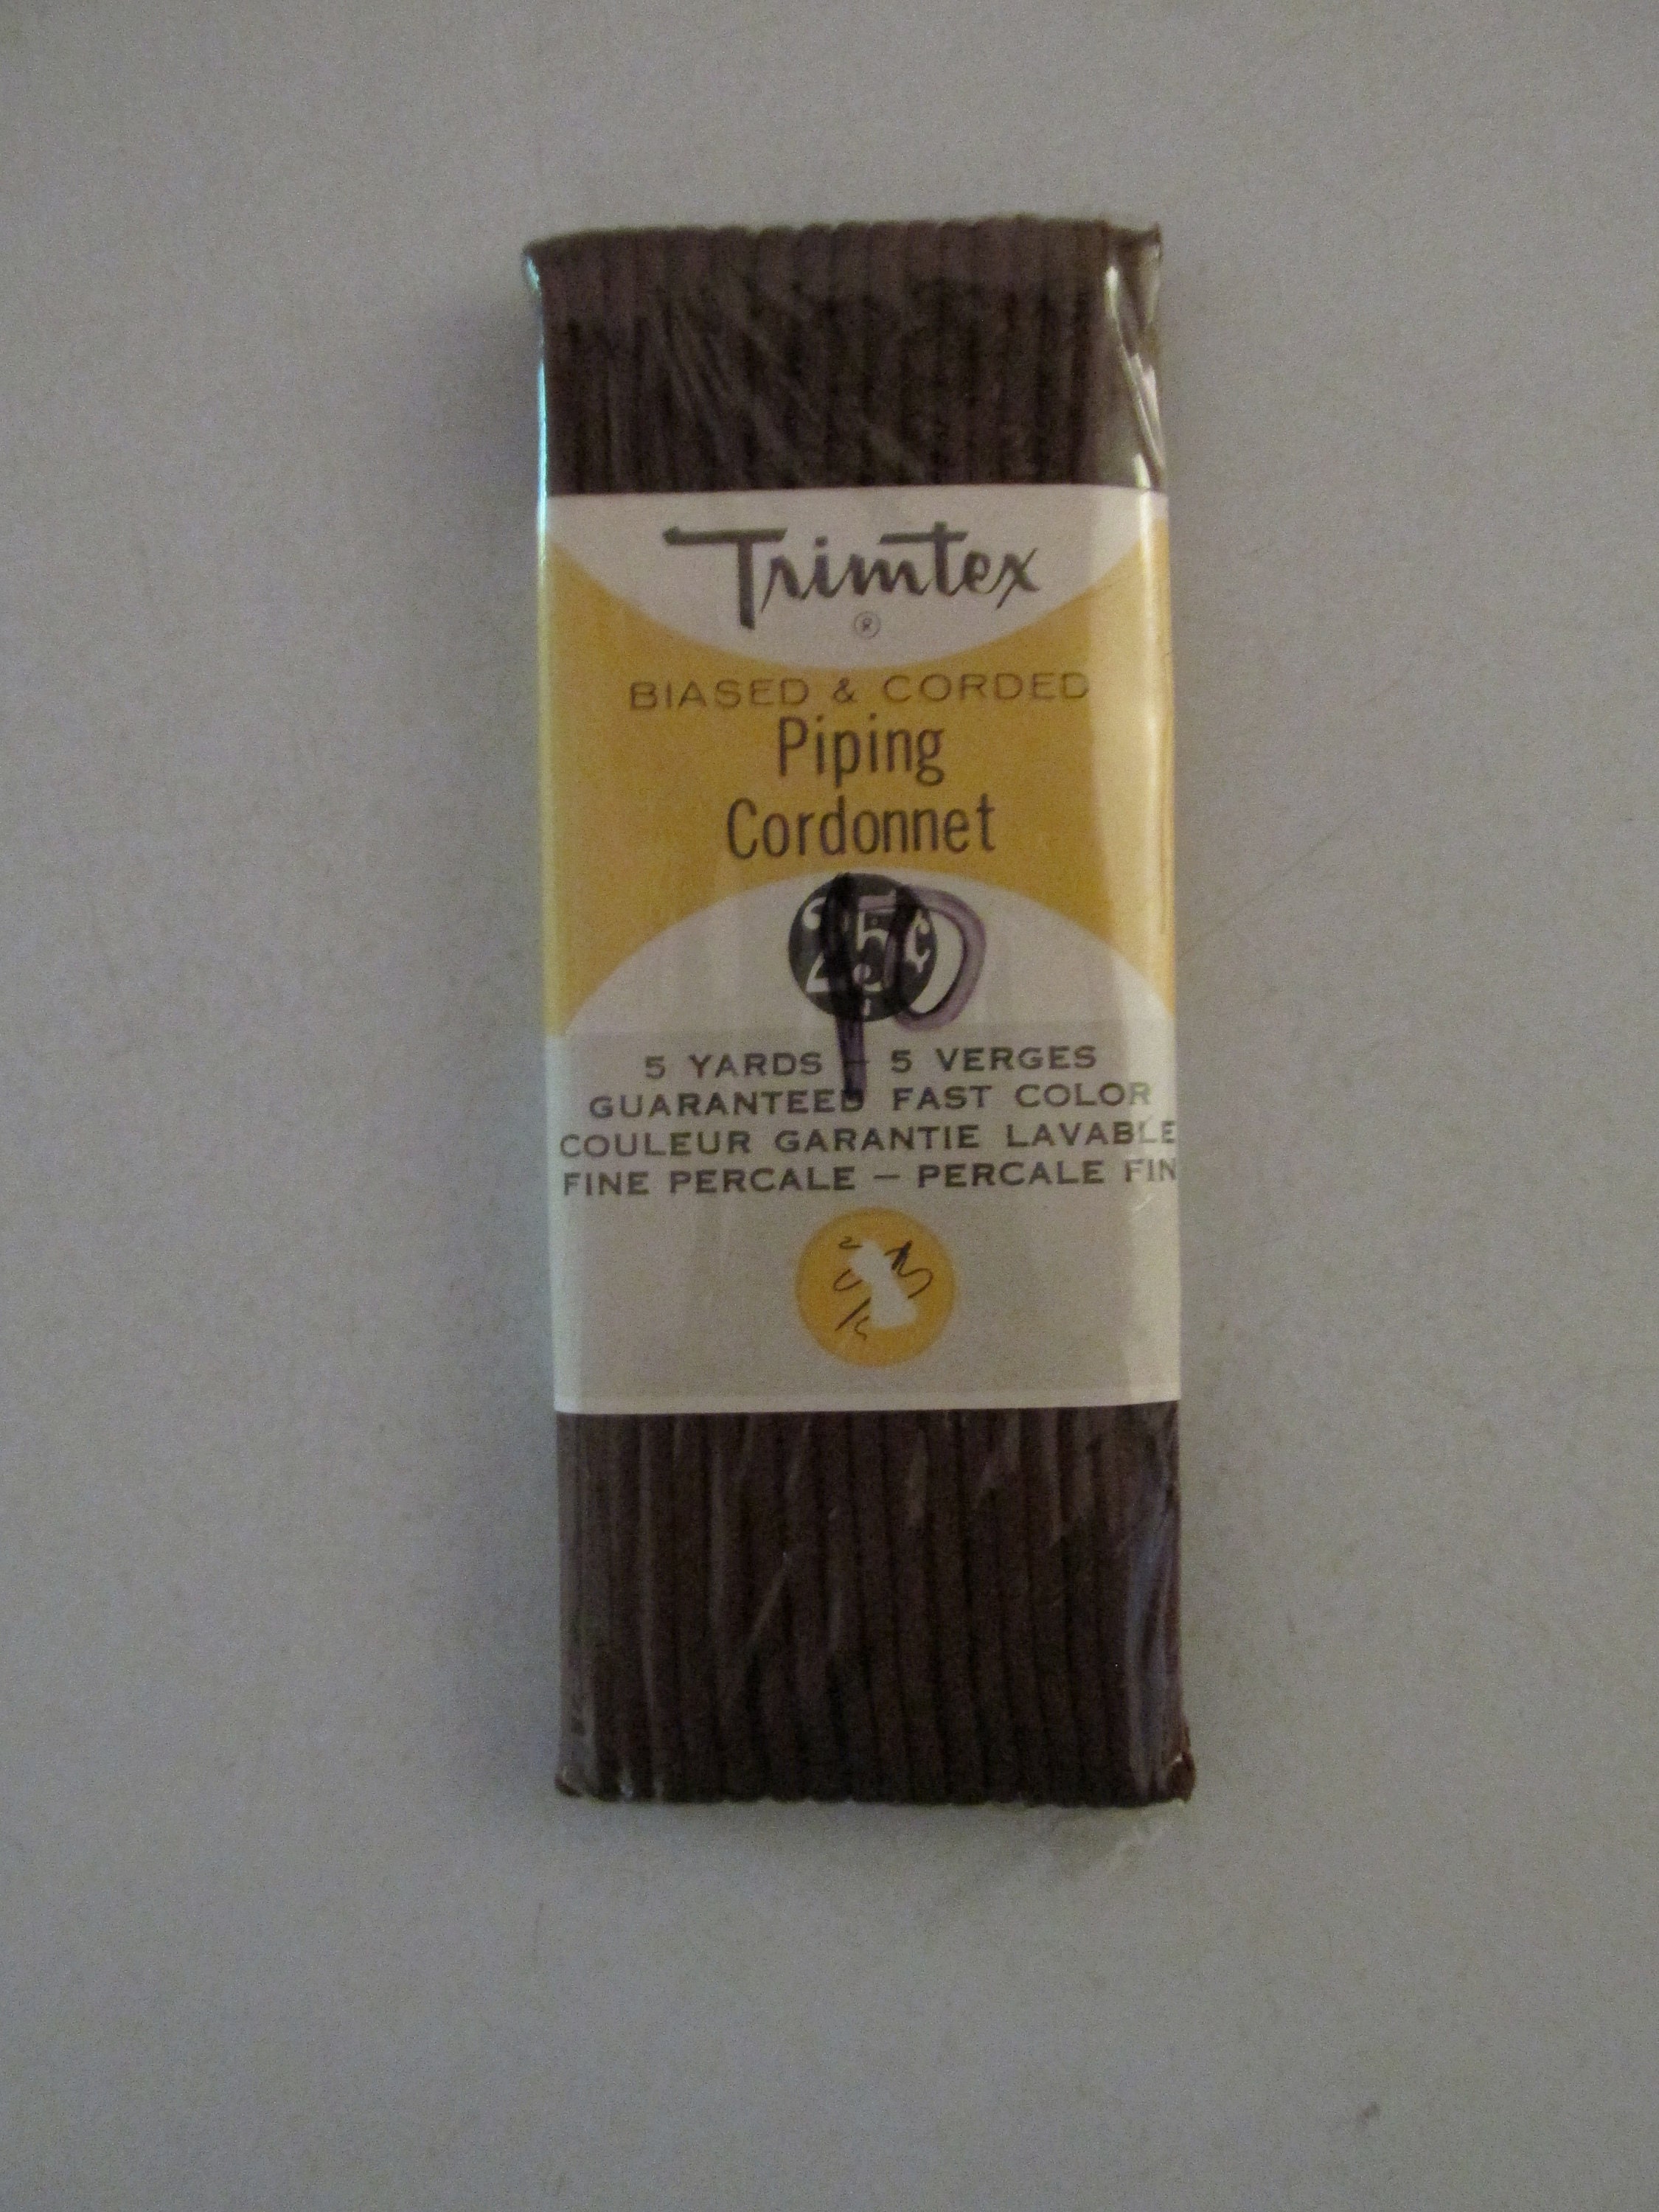 Trimtex
®
BIASED & CORDED
Piping
Cordonnet
25¢
10
5 YARDS - 5 VERGES
GUARANTEED FAST COLOR
COULEUR GARANTIE LAVABLE
FINE PERCALE — PERCALE FIN